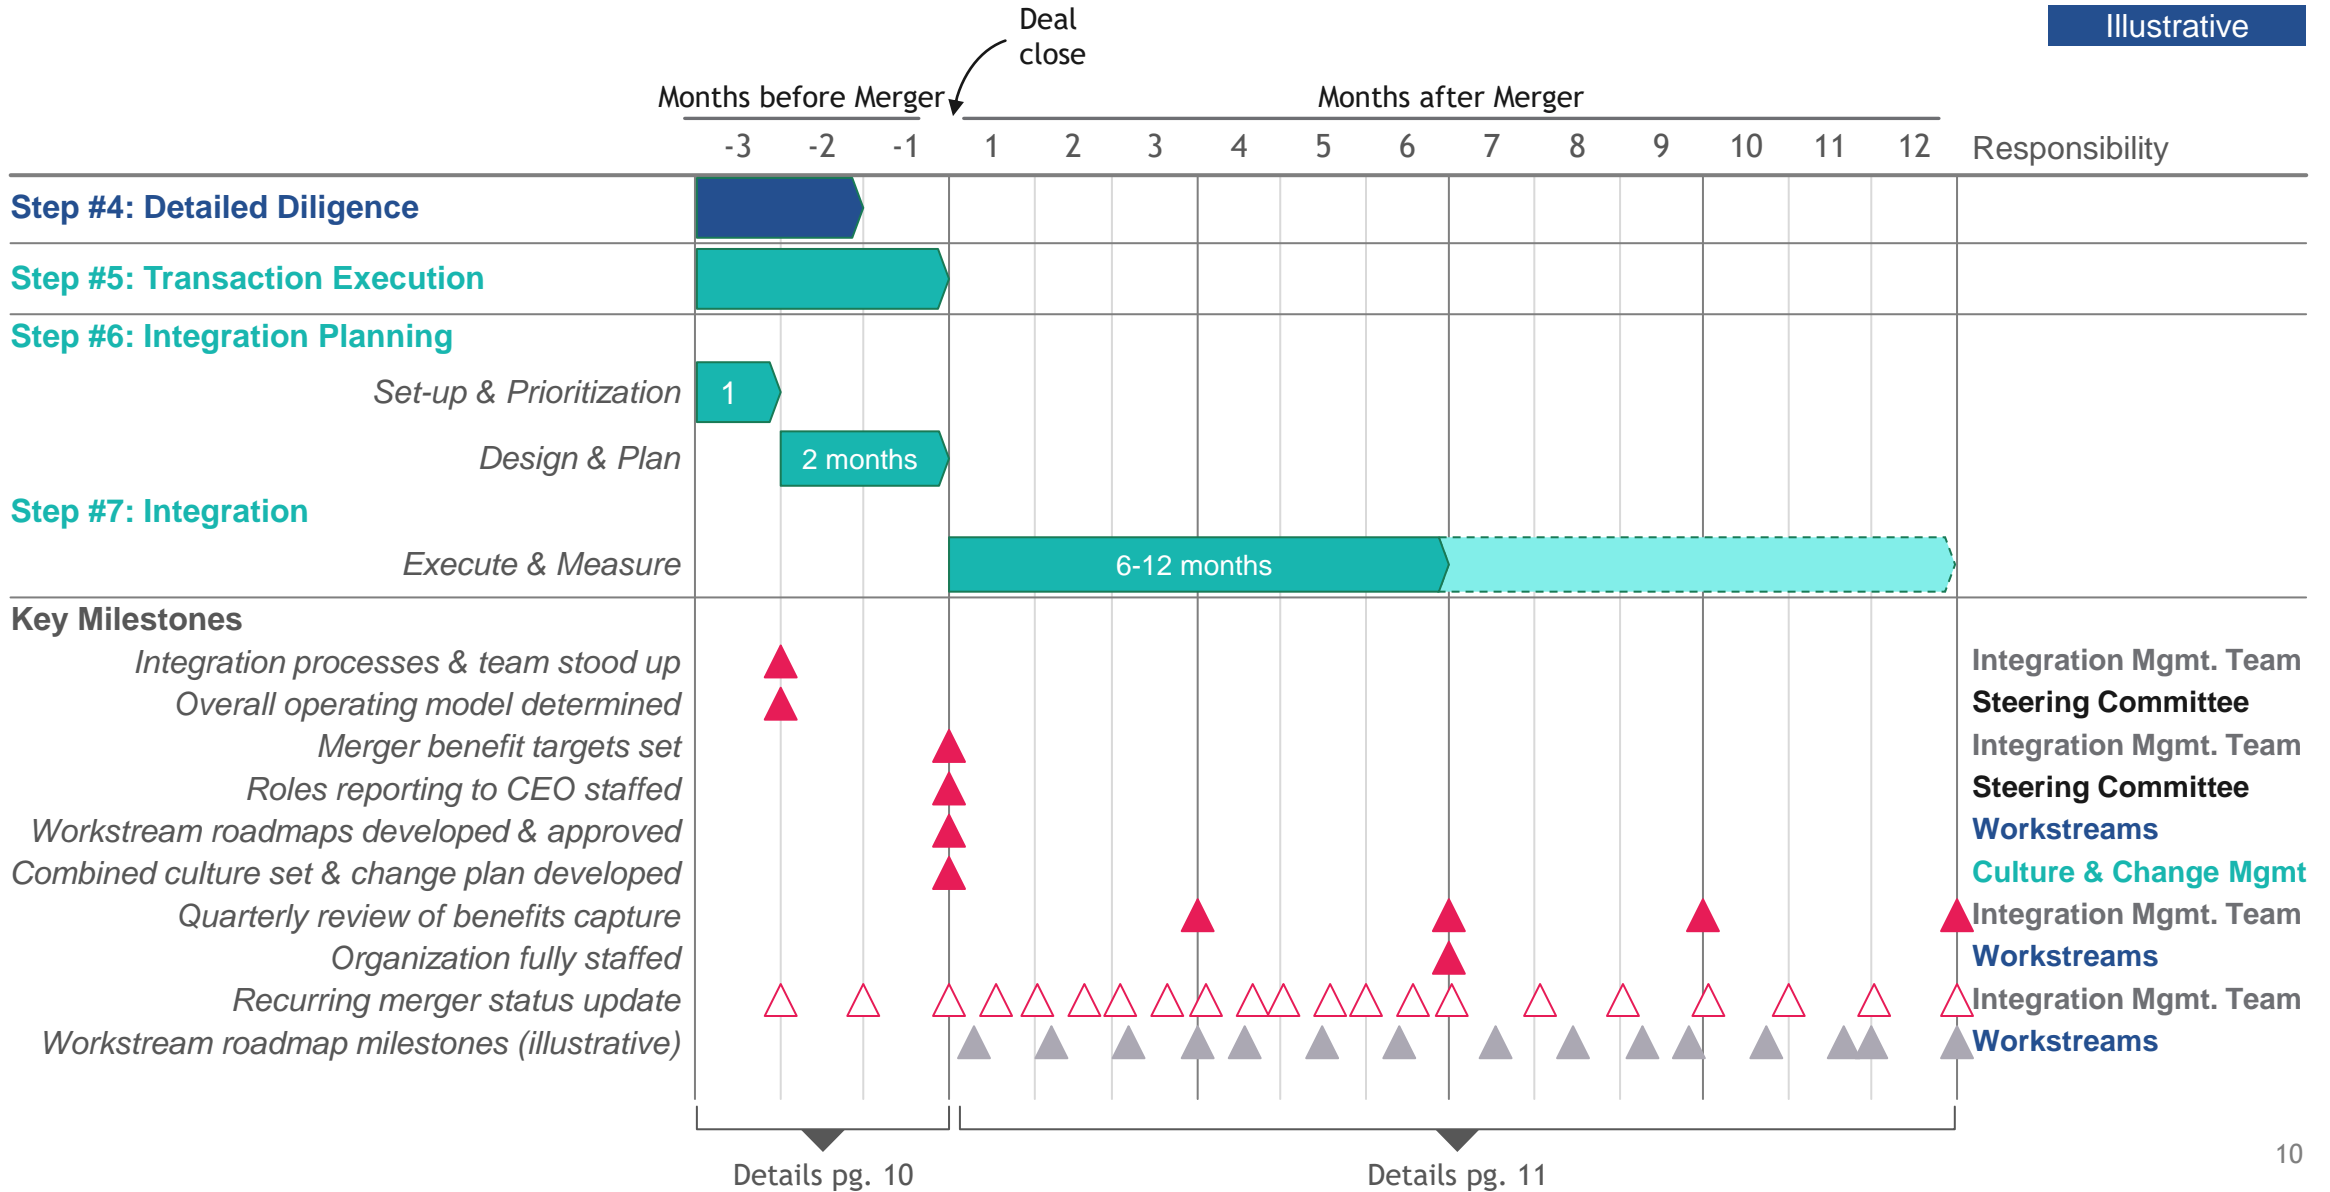 Deal
close
Illustrative
Months before Merger
Months after Merger
-3 -2 -1 1 2 3 4 5 6 7 8 9 10 11 12 Responsibility
Step #4: Detailed Diligence
Step #5: Transaction Execution
Step #6: Integration Planning
Set-up & Prioritization 1
Design & Plan 2 months
Step #7: Integration
Execute & Measure 6-12 months
Key Milestones
Integration processes & team stood up Integration Mgmt. Team
Overall operating model determined Steering Committee
Merger benefit targets set Integration Mgmt. Team
Roles reporting to CEO staffed Steering Committee
Workstream roadmaps developed & approved Workstreams
Combined culture set & change plan developed Culture & Change Mgmt
Quarterly review of benefits capture Integration Mgmt. Team
Organization fully staffed Workstreams
Recurring merger status update Integration Mgmt. Team
Workstream roadmap milestones (illustrative) Workstreams
Details pg. 10 Details pg. 11
10